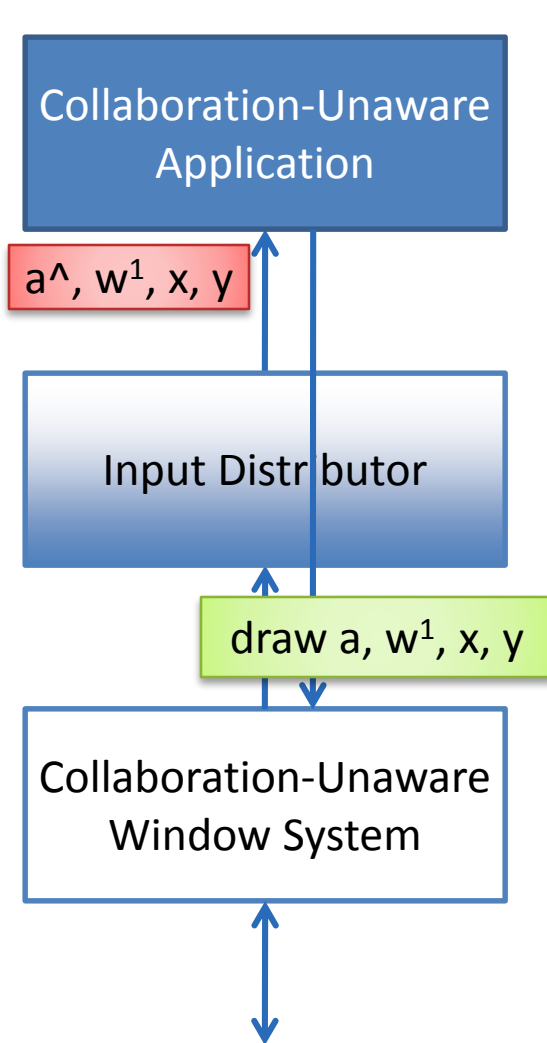 Collaboration-Unaware
Application
a^, w¹, x, y
Input Distributor
draw a, w¹, x, y
Collaboration-Unaware
Window System